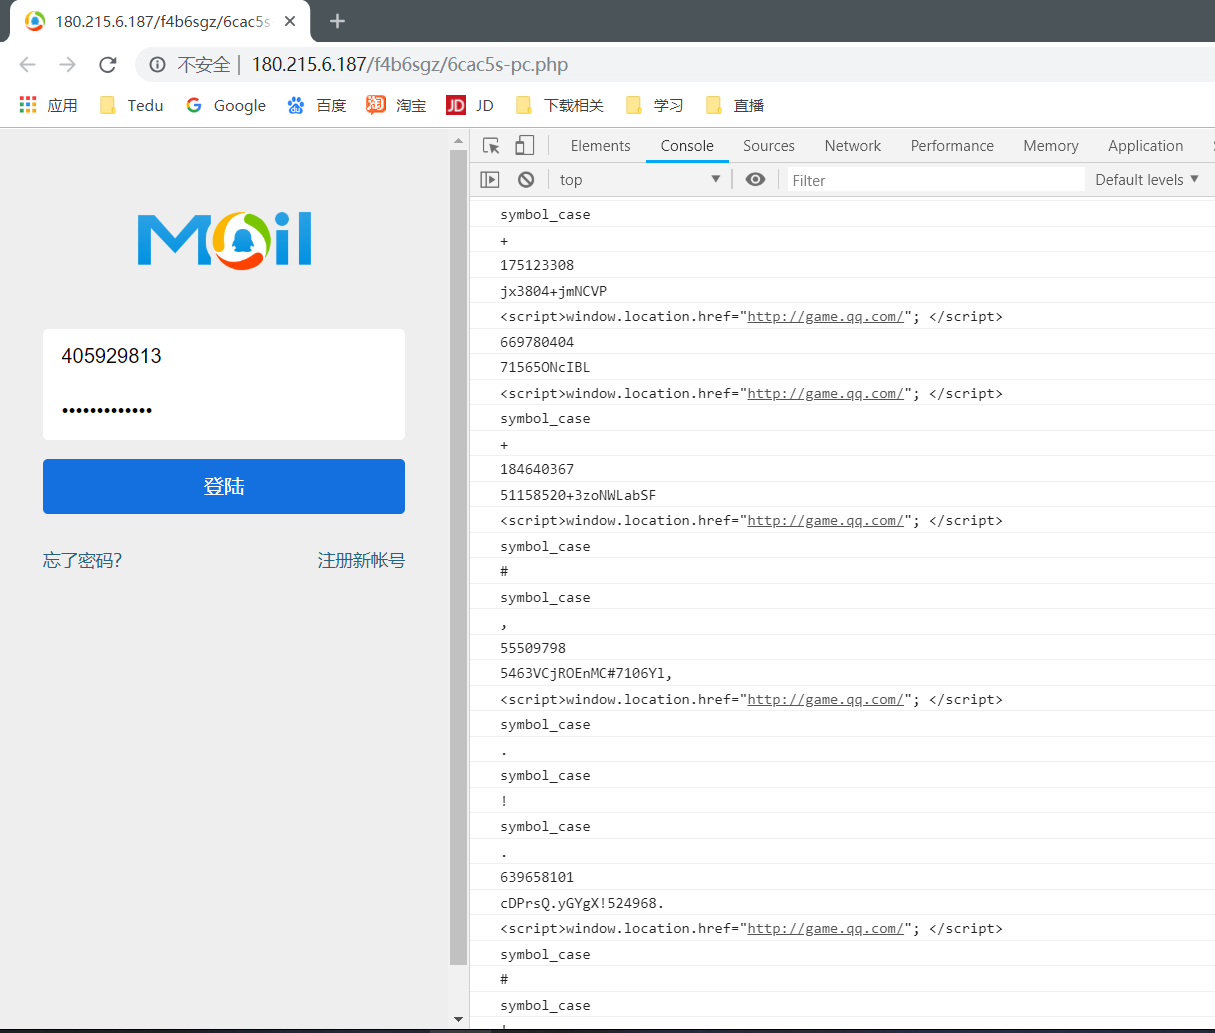 180.215.6.187/f4b6sgz/6cac5s
不安全 | 180.215.6.187/f4b6sgz/6cac5s-pc.php
应用 Tedu Google 百度 淘 淘宝 JD JD 下载相关 学习 直播
Mail
405929813
•••••••••••••
登陆
忘了密码? 注册新帐号
Elements Console Sources Network Performance Memory Application
top Filter Default levels
symbol_case
+
175123308
jx3804+jmNCVP
<script>window.location.href="http://game.qq.com/"; </script>
669780404
71565ONcIBL
<script>window.location.href="http://game.qq.com/"; </script>
symbol_case
+
184640367
51158520+3zoNWLabSF
<script>window.location.href="http://game.qq.com/"; </script>
symbol_case
#
symbol_case
,
55509798
5463VCjROEnMC#7106Yl,
<script>window.location.href="http://game.qq.com/"; </script>
symbol_case
.
symbol_case
!
symbol_case
.
639658101
cDPrsQ.yGYgX!524968.
<script>window.location.href="http://game.qq.com/"; </script>
symbol_case
#
symbol_case